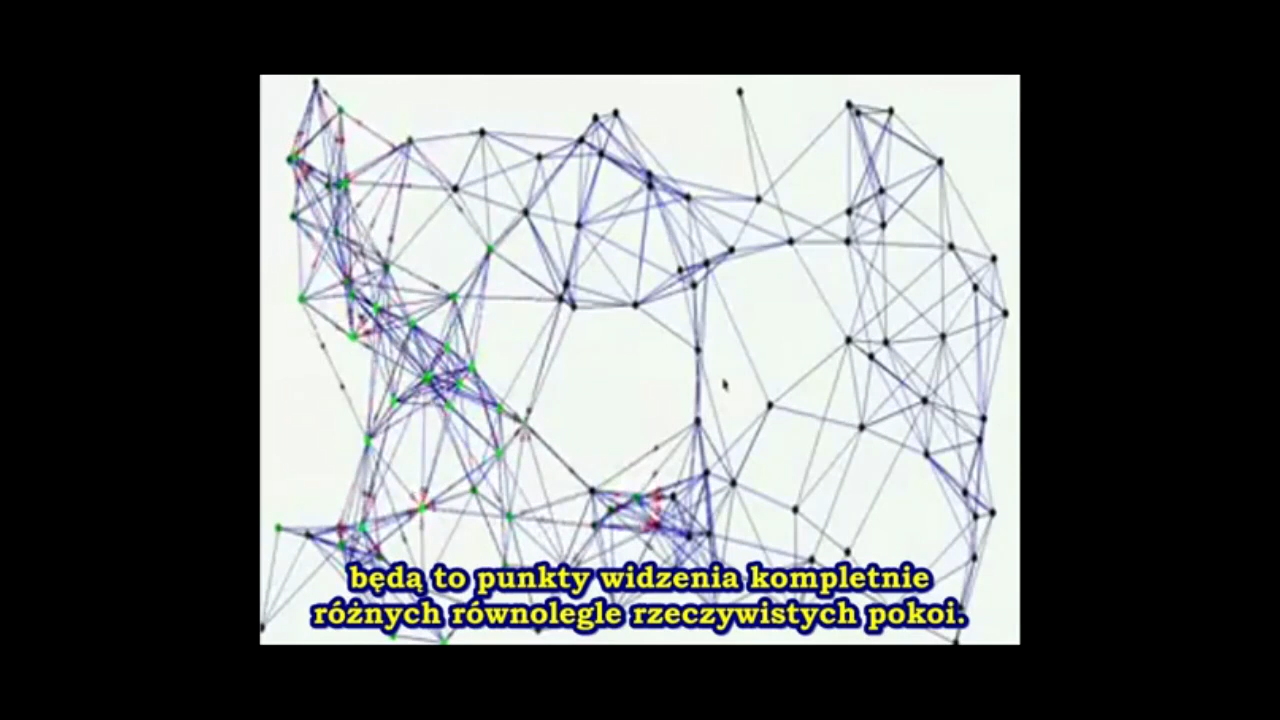 będą to punkty widzenia kompletnie
różnych równolegle rzeczywistych pokoi.